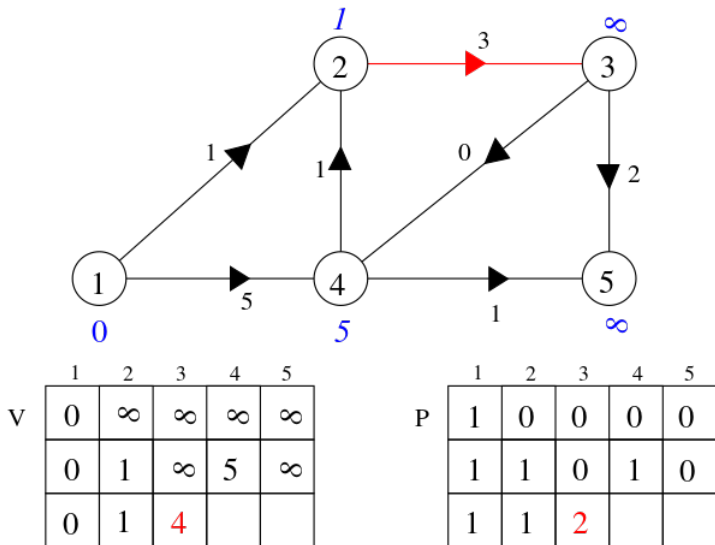 1 ∞
3
2 3
1 0
1 2
1 4 5
5 1
0 5 ∞
1 2 3 4 5
V 0 ∞ ∞ ∞ ∞
0 1 ∞ 5 ∞
0 1 4
1 2 3 4 5
P 1 0 0 0 0
1 1 0 1 0
1 1 2